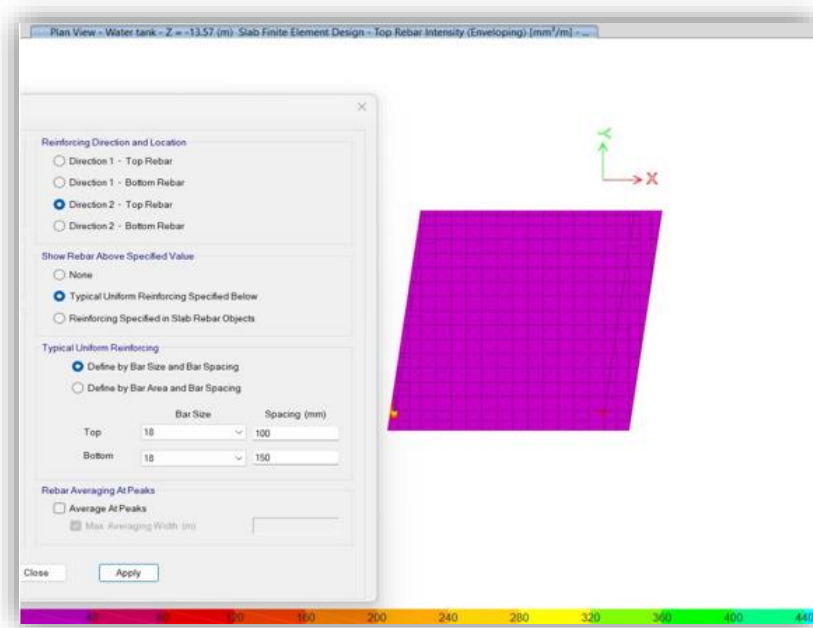 Plan View - Water tank - Z = -13.57 (m) Slab Finite Element Design - Top Rebar Intensity (Enveloping) [mm²/m] - ...
Reinforcing Direction and Location
Direction 1 - Top Rebar
Direction 1 - Bottom Rebar
Direction 2 - Top Rebar
Direction 2 - Bottom Rebar
Show Rebar Above Specified Value
None
Typical Uniform Reinforcing Specified Below
Reinforcing Specified in Slab Rebar Objects
Typical Uniform Reinforcing
Define by Bar Size and Bar Spacing
Define by Bar Area and Bar Spacing
Bar Size Spacing (mm)
Top 18 100
Bottom 18 150
Rebar Averaging At Peaks
Average At Peaks
Max Averaging Width (m)
Close Apply
Y
X
40 80 120 160 200 240 280 320 360 400 440